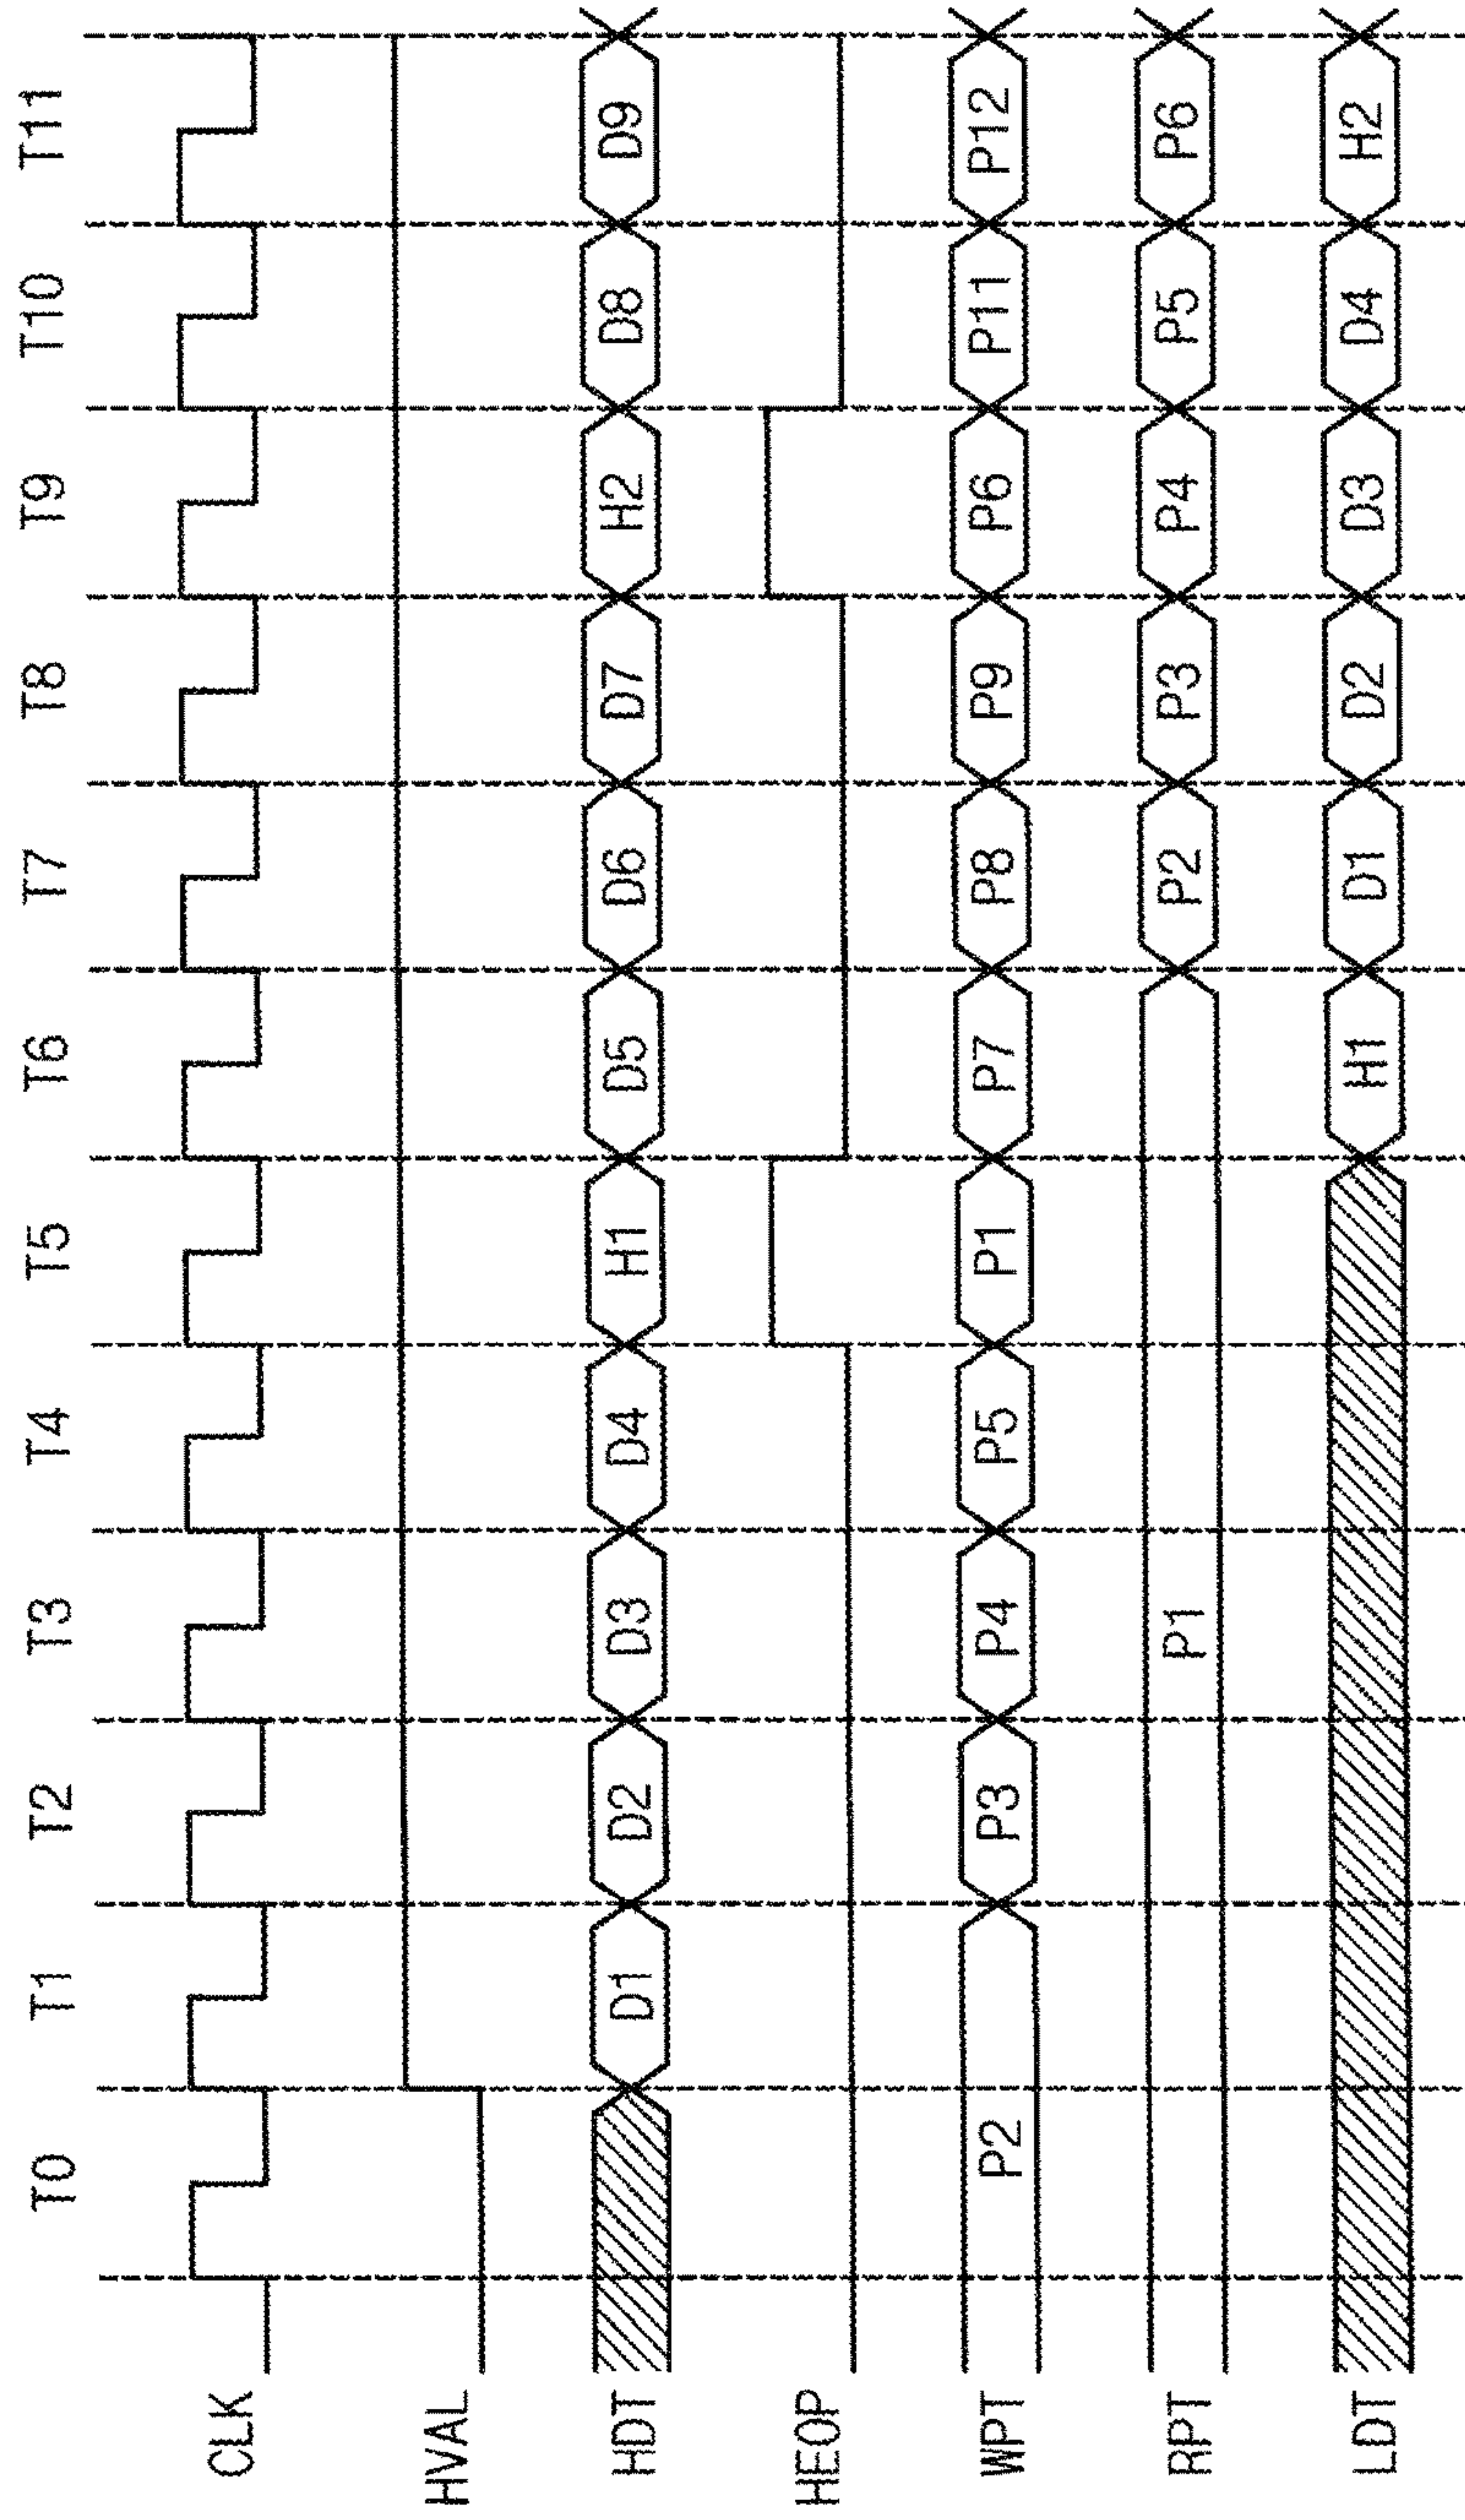 T0 T1 T2 T3 T4 T5 T6 T7 T8 T9 T10 T11
CLK
HVAL
HDT D1 D2 D3 D4 H1 D5 D6 D7 H2 D8 D9
HEOP
WPT P2 P3 P4 P5 P1 P7 P8 P9 P6 P11 P12
RPT P1 P2 P3 P4 P5 P6
LDT H1 D1 D2 D3 D4 H2